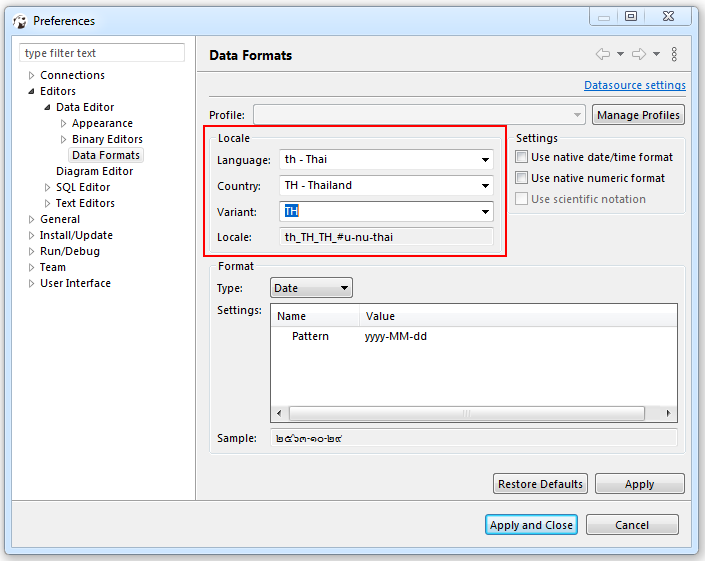 Preferences
type filter text
Connections
Editors
Data Editor
Appearance
Binary Editors
Data Formats
Diagram Editor
SQL Editor
Text Editors
General
Install/Update
Run/Debug
Team
User Interface
Data Formats
Datasource settings
Profile:
Manage Profiles
Locale
Language: th - Thai
Country: TH - Thailand
Variant: TH
Locale: th_TH_TH_#u-nu-thai
Settings
Use native date/time format
Use native numeric format
Use scientific notation
Format
Type: Date
Settings:
Name Value
Pattern yyyy-MM-dd
Sample: ๒๕๖๓-๑๐-๒๙
Restore Defaults Apply
Apply and Close Cancel